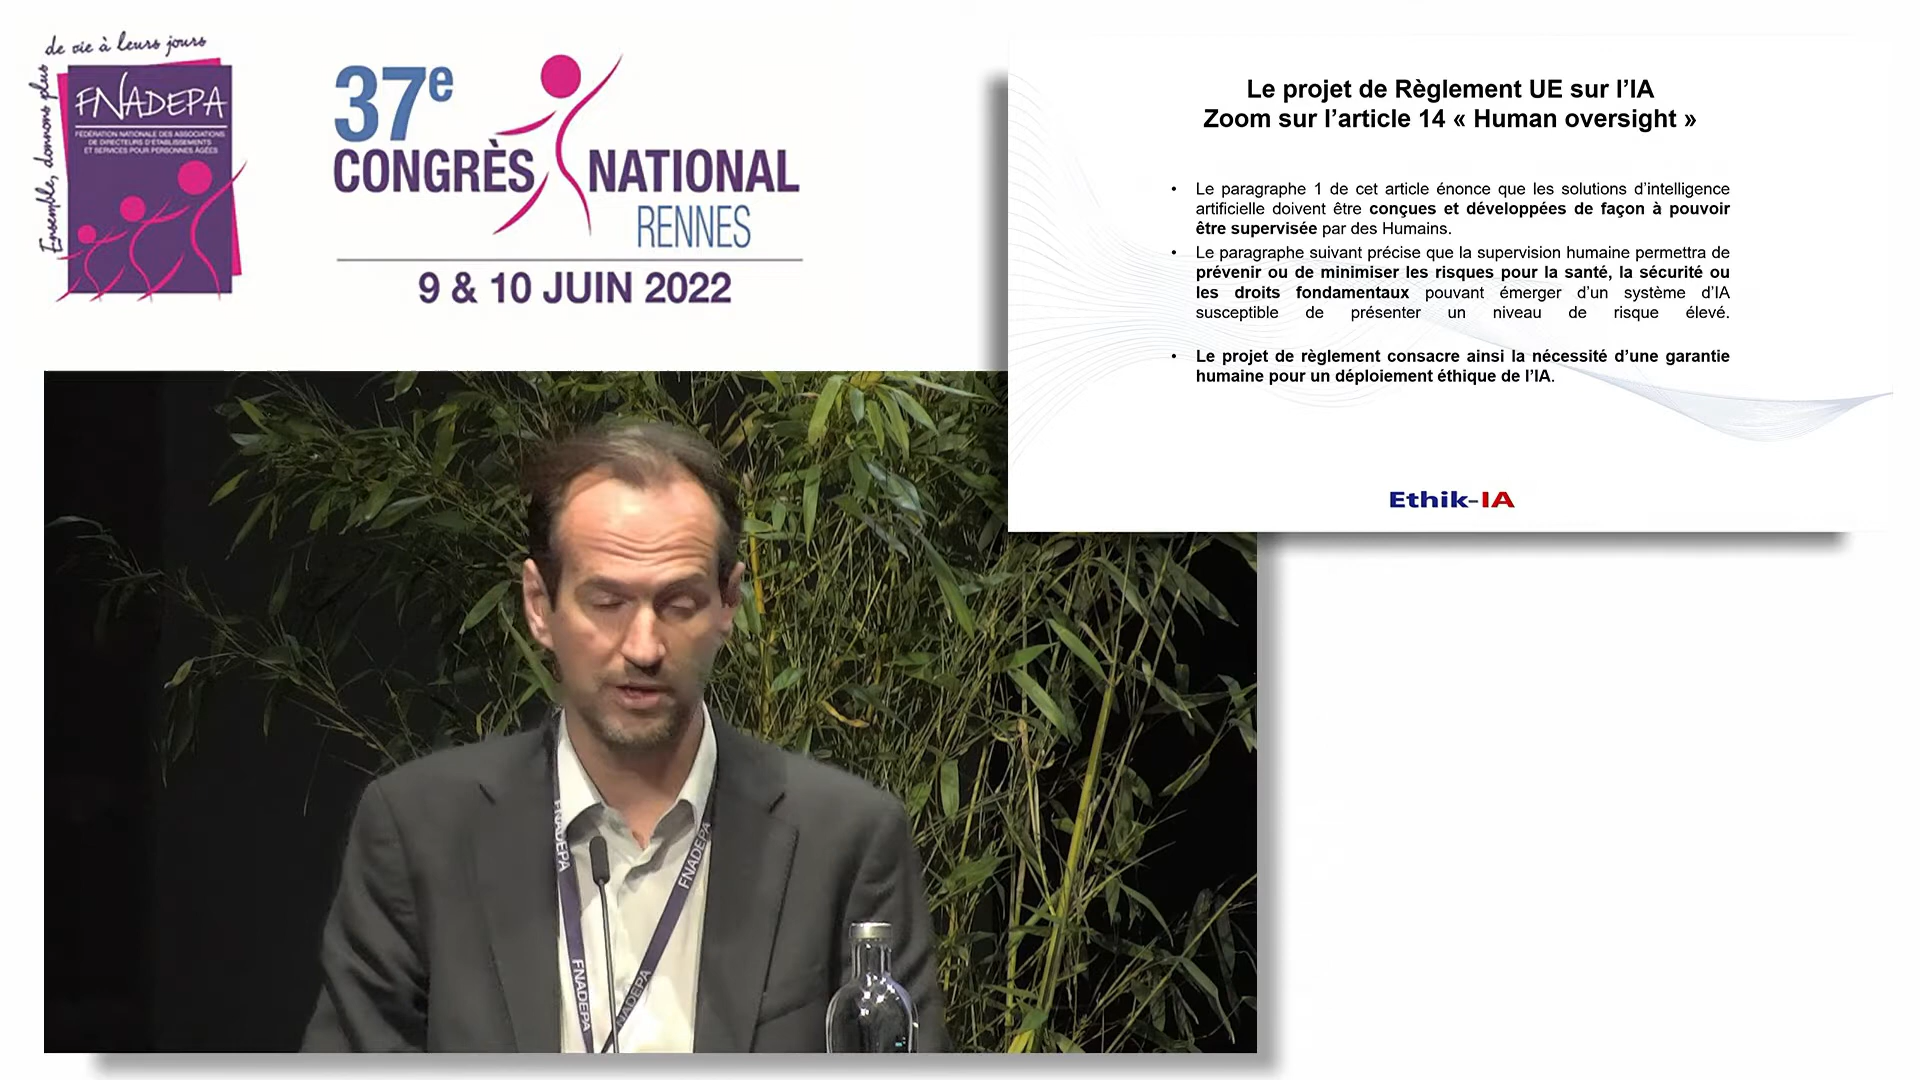 de vie à leurs jours
Ensemble, donnons plus
FNADEPA
FÉDÉRATION NATIONALE DES ASSOCIATIONS
DE DIRECTEURS D'ÉTABLISSEMENTS
ET SERVICES POUR PERSONNES ÂGÉES
37e
CONGRÈS NATIONAL
RENNES
9 & 10 JUIN 2022
Le projet de Règlement UE sur l’IA
Zoom sur l’article 14 « Human oversight »
• Le paragraphe 1 de cet article énonce que les solutions d’intelligence
artificielle doivent être conçues et développées de façon à pouvoir
être supervisée par des Humains.
• Le paragraphe suivant précise que la supervision humaine permettra de
prévenir ou de minimiser les risques pour la santé, la sécurité ou
les droits fondamentaux pouvant émerger d’un système d’IA
susceptible de présenter un niveau de risque élevé.
• Le projet de règlement consacre ainsi la nécessité d’une garantie
humaine pour un déploiement éthique de l’IA.
Ethik-IA
FNADEPA
FNADEPA
FNADEPA
NADEPA